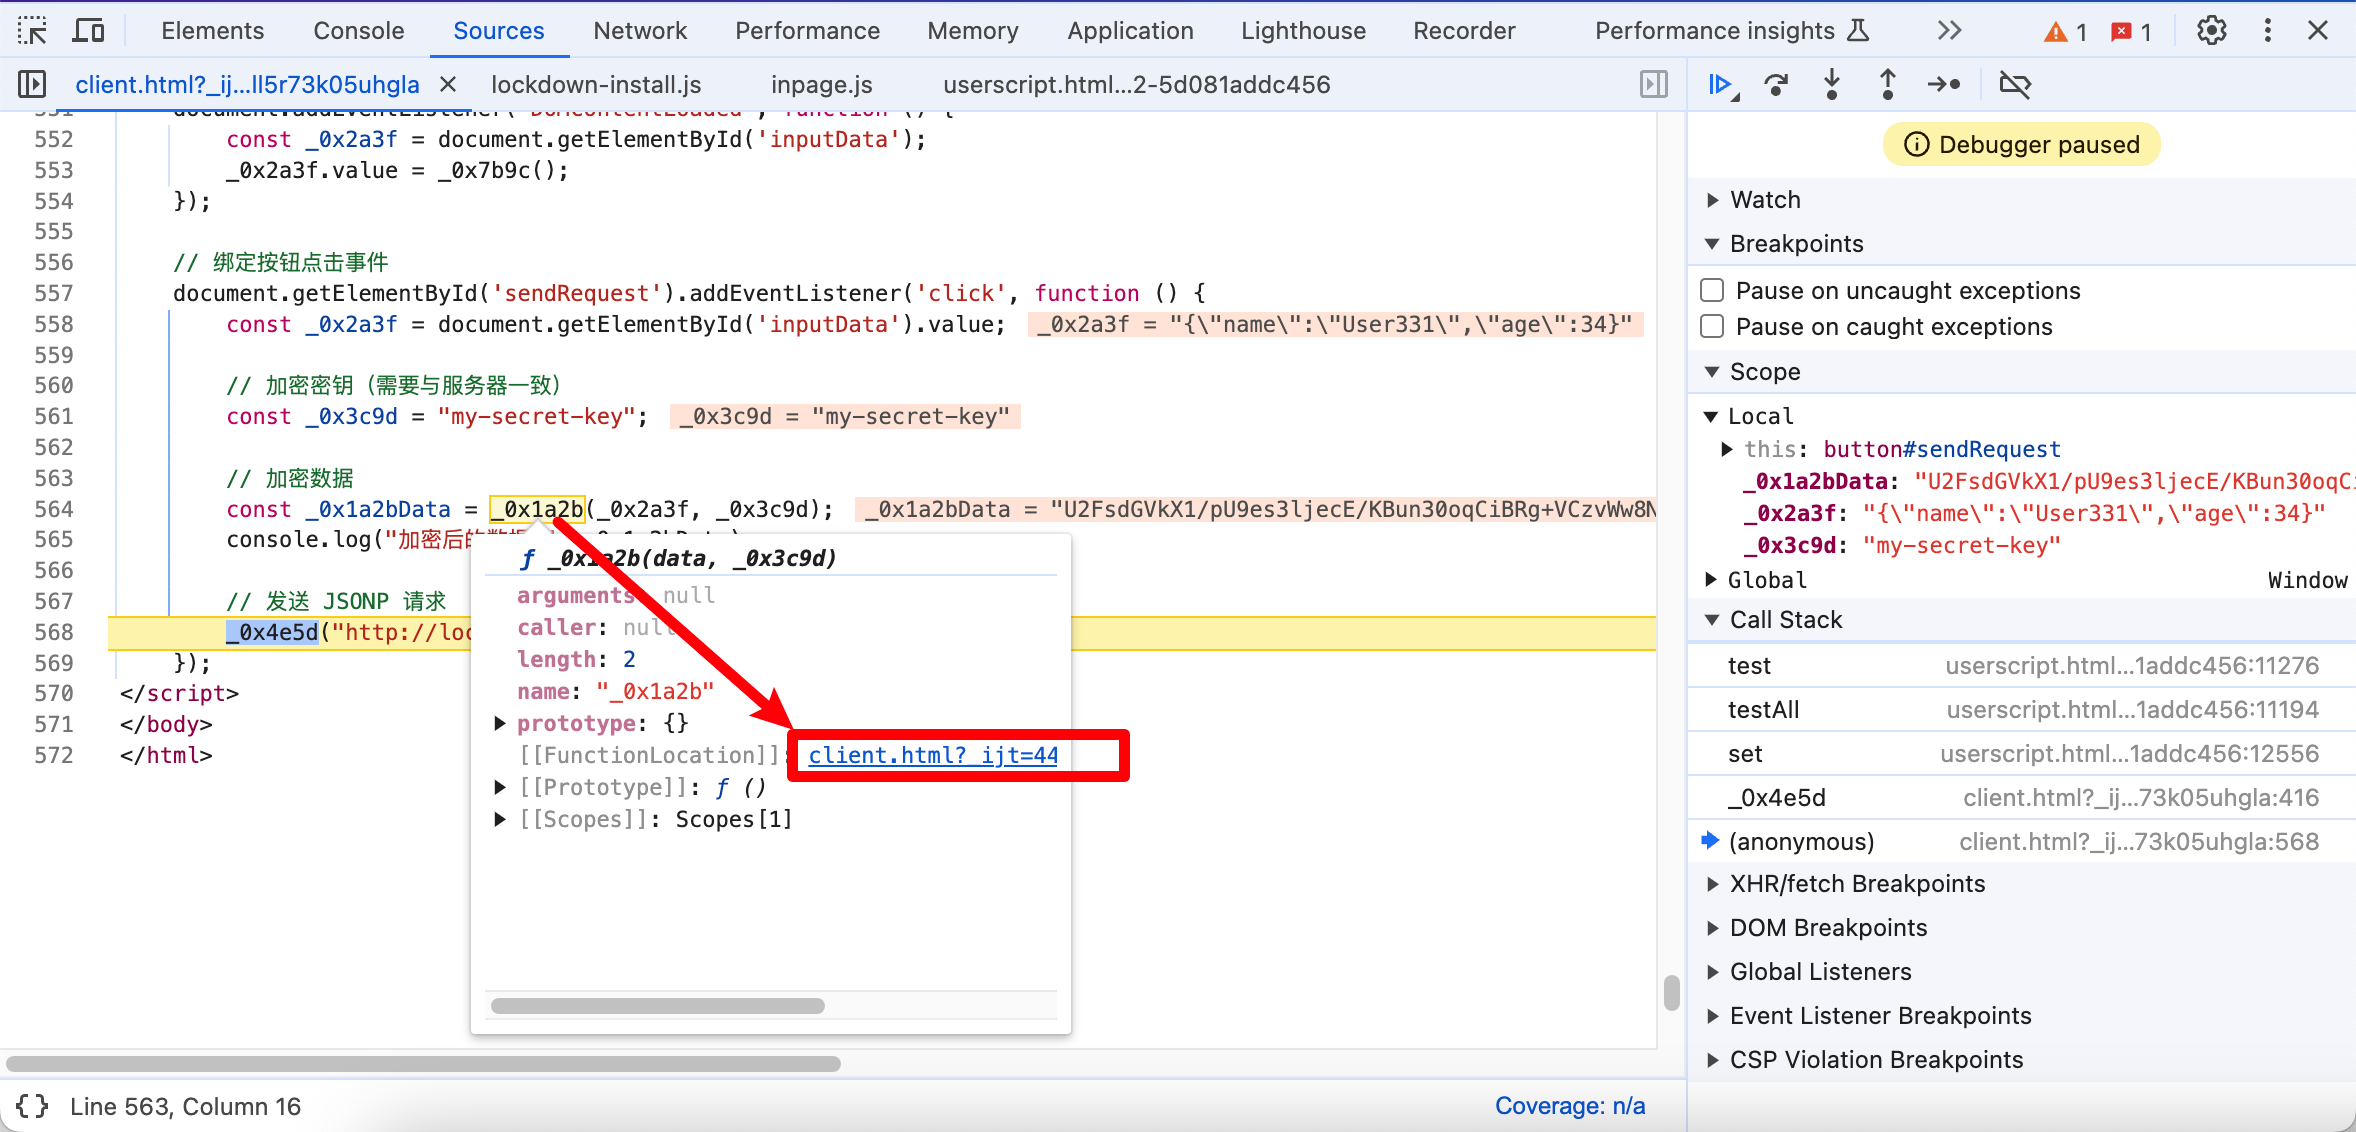 Elements Console Sources Network Performance Memory Application Lighthouse Recorder Performance insights 1 1
client.html?_ij...ll5r73k05uhgla lockdown-install.js inpage.js userscript.html...2-5d081addc456
551 document.addEventListener('DOMContentLoaded', function () {
552 const _0x2a3f = document.getElementById('inputData');
553 _0x2a3f.value = _0x7b9c();
554 });
555
556 // 绑定按钮点击事件
557 document.getElementById('sendRequest').addEventListener('click', function () {
558 const _0x2a3f = document.getElementById('inputData').value; _0x2a3f = "{\"name\":\"User331\",\"age\":34}"
559
560 // 加密密钥（需要与服务器一致）
561 const _0x3c9d = "my-secret-key"; _0x3c9d = "my-secret-key"
562
563 // 加密数据
564 const _0x1a2bData = _0x1a2b(_0x2a3f, _0x3c9d); _0x1a2bData = "U2FsdGVkX1/pU9es3ljecE/KBun30oqCiBRg+VCzvWw8N
565 console.log("加密后的
566
567 // 发送 JSONP 请求
568 _0x4e5d("http://loc
569 });
570 </script>
571 </body>
572 </html>
ƒ _0x1a2b(data, _0x3c9d)
arguments: null
caller: null
length: 2
name: "_0x1a2b"
prototype: {}
[[FunctionLocation]]: client.html?_ijt=44
[[Prototype]]: ƒ ()
[[Scopes]]: Scopes[1]
{} Line 563, Column 16 Coverage: n/a
Debugger paused
Watch
Breakpoints
Pause on uncaught exceptions
Pause on caught exceptions
Scope
Local
this: button#sendRequest
_0x1a2bData: "U2FsdGVkX1/pU9es3ljecE/KBun30oqCi
_0x2a3f: "{\"name\":\"User331\",\"age\":34}"
_0x3c9d: "my-secret-key"
Global Window
Call Stack
test userscript.html...1addc456:11276
testAll userscript.html...1addc456:11194
set userscript.html...1addc456:12556
_0x4e5d client.html?_ij...73k05uhgla:416
(anonymous) client.html?_ij...73k05uhgla:568
XHR/fetch Breakpoints
DOM Breakpoints
Global Listeners
Event Listener Breakpoints
CSP Violation Breakpoints